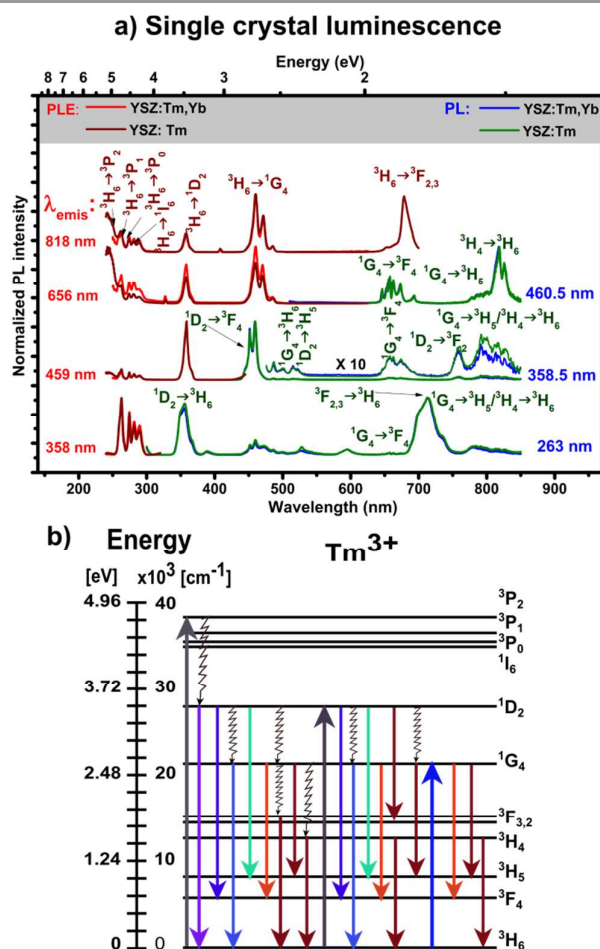 a) Single crystal luminescence
Energy (eV)
8 7 6 5 4 3 2
PLE: YSZ:Tm,Yb PL: YSZ:Tm,Yb
YSZ: Tm YSZ:Tm
³H₆→³P₂
³H₆→³P₁
³H₆→³P₀
³H₆→¹I₆
³H₆→¹D₂
³H₆→¹G₄
³H₆→³F₂,₃
λemis:
818 nm
³H₄→³H₆
¹G₄→³F₄ ¹G₄→³H₆
656 nm 460.5 nm
¹D₂→³F₄
¹G₄→³H₆
¹D₂→³H₅
¹G₄→³F₄
¹G₄→³H₅/³H₄→³H₆
¹D₂→³F₂
X 10
459 nm 358.5 nm
¹D₂→³H₆
³F₂,₃→³H₆
¹G₄→³H₅/³H₄→³H₆
¹G₄→³F₄
358 nm 263 nm
Normalized PL intensity
200 300 400 500 600 700 800 900
Wavelength (nm)
b) Energy Tm³⁺
[eV] x10³ [cm⁻¹]
4.96 40
³P₂
³P₁
³P₀
¹I₆
3.72 30
¹D₂
2.48 20
¹G₄
³F₃,₂
³H₄
1.24 10
³H₅
³F₄
0 0
³H₆